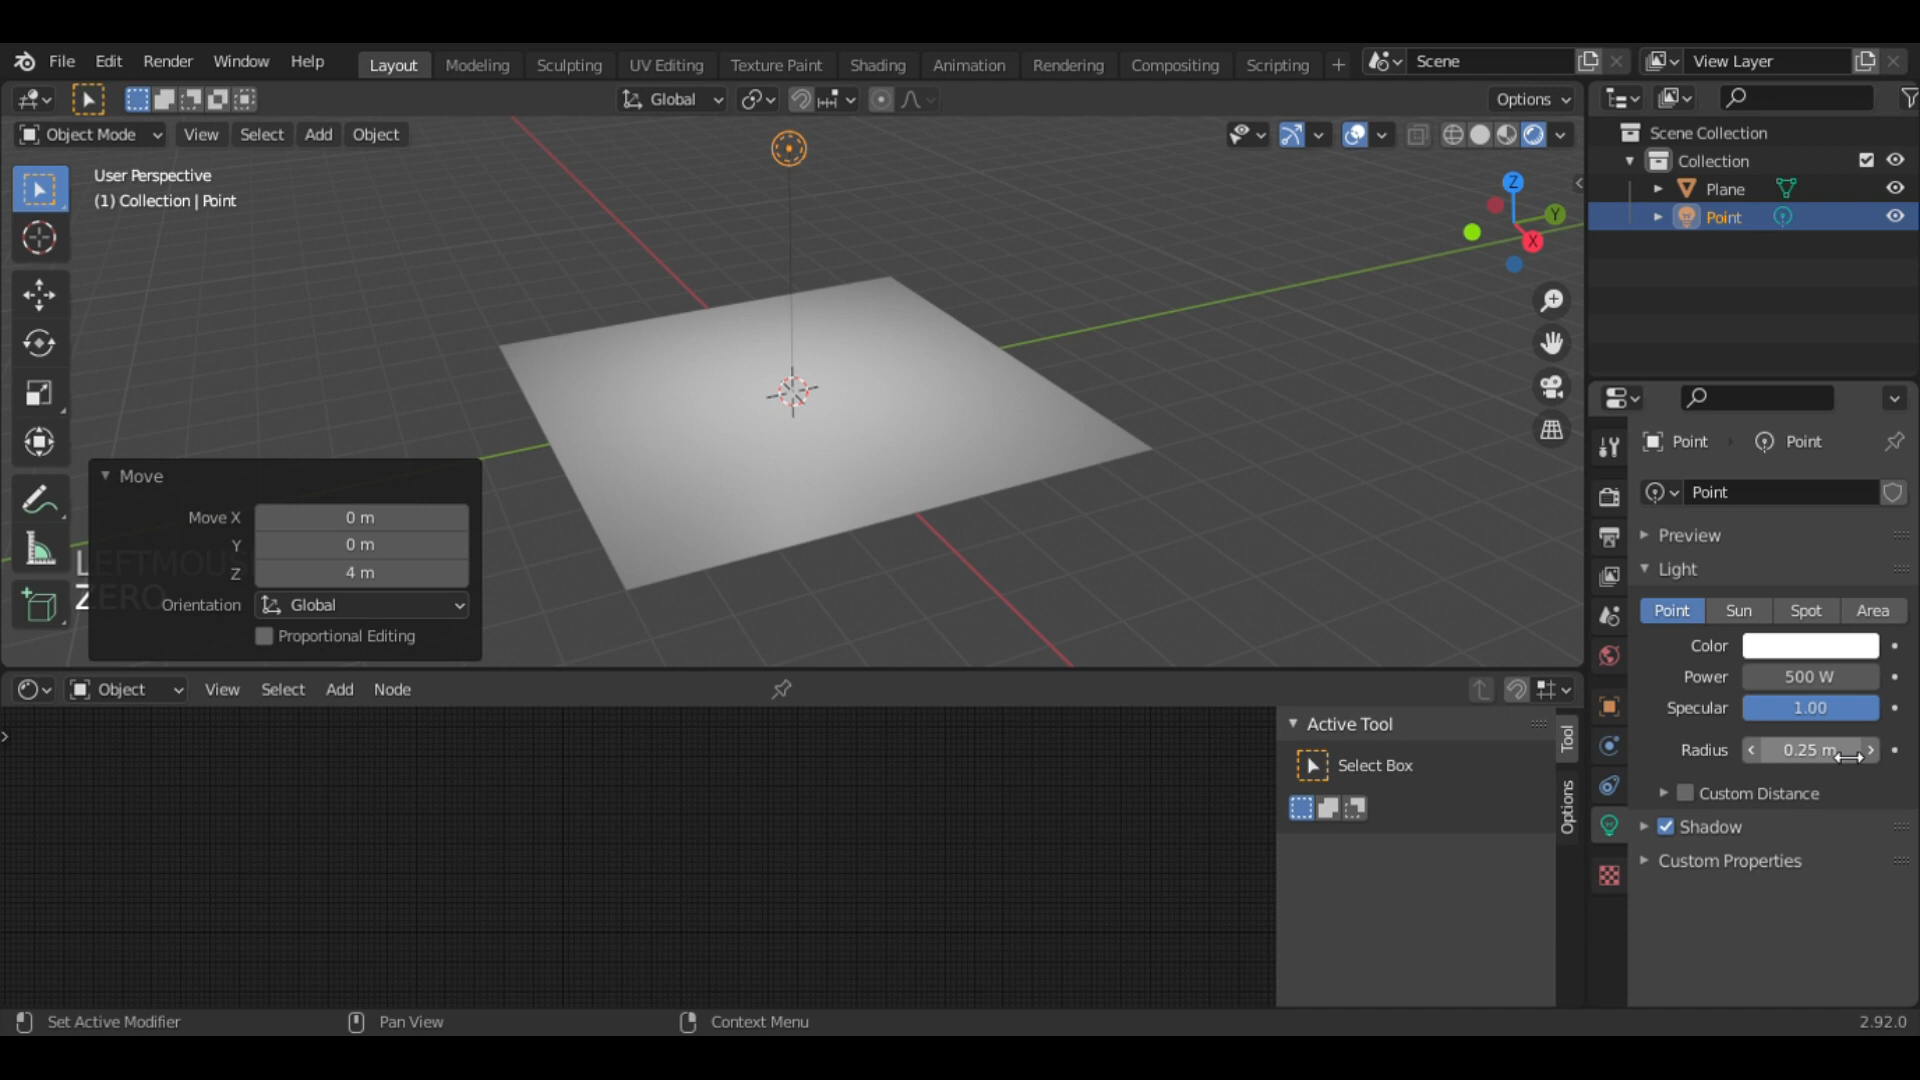 File Edit Render Window Help Layout Modeling Sculpting UV Editing Texture Paint Shading Animation Rendering Compositing Scripting + Scene View Layer
Global Options
Object Mode View Select Add Object
User Perspective
(1) Collection | Point
Z
Y
X
Scene Collection
Collection
Plane
Point
Move
Move X 0 m
Y 0 m
Z 4 m
Orientation Global
Proportional Editing
LEFTMOUS
ZERO
Point Point
Point
Preview
Light
Point Sun Spot Area
Color
Power 500 W
Specular 1.00
Radius 0.25 m
Custom Distance
Shadow
Custom Properties
Object View Select Add Node
Active Tool
Select Box
Tool
Options
Set Active Modifier Pan View Context Menu 2.92.0